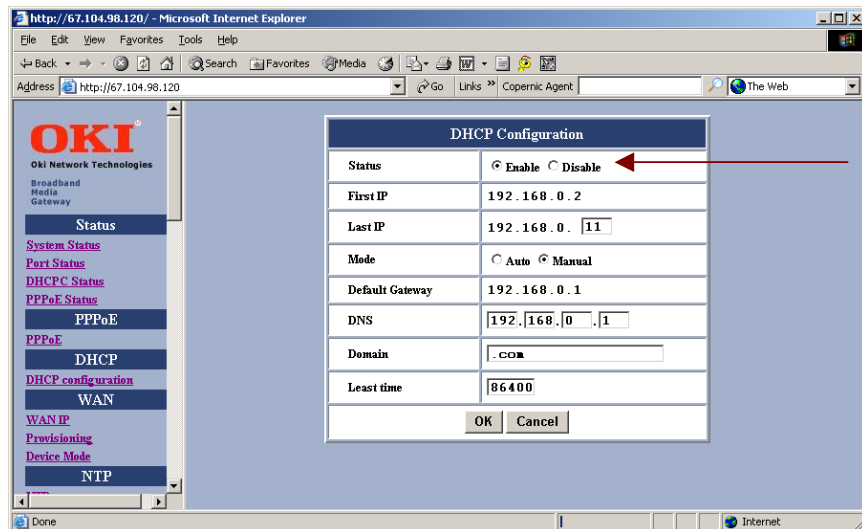 http://67.104.98.120/ - Microsoft Internet Explorer
File Edit View Favorites Tools Help
Back Search Favorites Media
Address http://67.104.98.120 Go Links » Copernic Agent The Web
OKI
Oki Network Technologies
Broadband
Media
Gateway
Status
System Status
Port Status
DHCPC Status
PPPoE Status
PPPoE
PPPoE
DHCP
DHCP configuration
WAN
WAN IP
Provisioning
Device Mode
NTP
DHCP Configuration
Status Enable Disable
First IP 192.168.0.2
Last IP 192.168.0. 11
Mode Auto Manual
Default Gateway 192.168.0.1
DNS 192.168.0.1
Domain .com
Least time 86400
OK Cancel
Done Internet